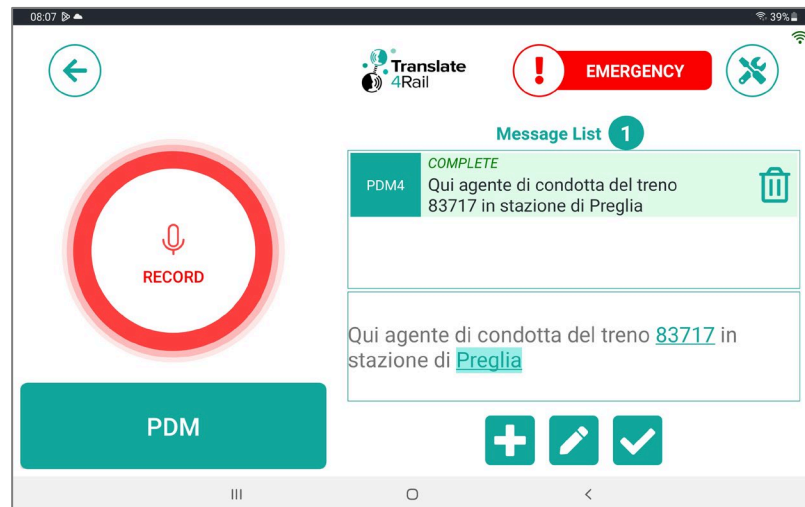 08:07
39%
Translate
4Rail
!
EMERGENCY
Message List 1
COMPLETE
PDM4
Qui agente di condotta del treno
83717 in stazione di Preglia
RECORD
Qui agente di condotta del treno 83717 in
stazione di Preglia
PDM